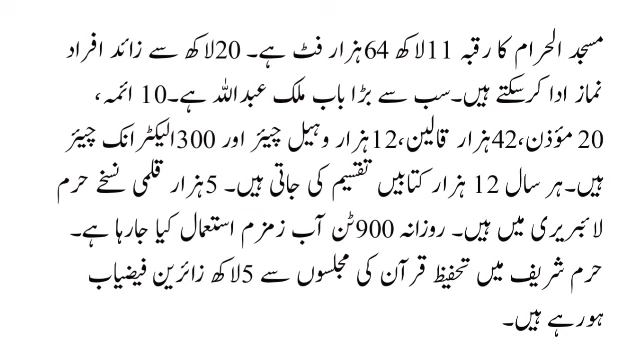 مسجد الحرام کا رقبہ 11لاکھ 64ہزار فٹ ہے۔ 20لاکھ سے زائد افراد
نماز ادا کرسکتے ہیں۔سب سے بڑا باب ملک عبداللہ ہے۔10 ائمہ،
20 مؤذن،42ہزار قالین،12ہزار وہیل چیئر اور 300الیکٹرانک چیئر
ہیں۔ہر سال 12 ہزار کتابیں تقسیم کی جاتی ہیں۔ 5ہزار قلمی نسخے حرم
لائبریری میں ہیں۔ روزانہ 900ٹن آب زمزم استعمال کیا جارہا ہے۔
حرم شریف میں تحفیظ قرآن کی مجلسوں سے 5لاکھ زائرین فیضیاب
ہورہے ہیں۔